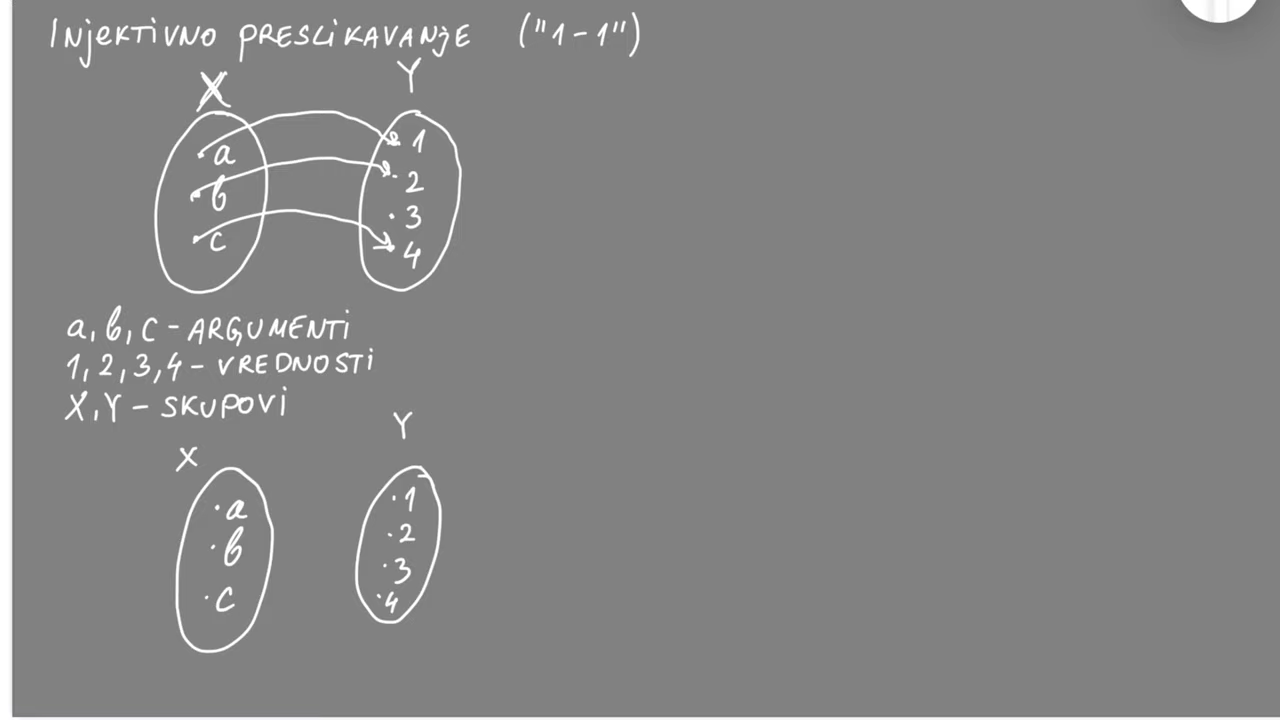 Injektivno preslikavanje ("1-1")
X Y
a 1
b 2
c 3
4
a, b, c - ARGUMENTI
1, 2, 3, 4 - VREDNOSTI
X, Y - SKUPOVI
X Y
a 1
b 2
c 3
4